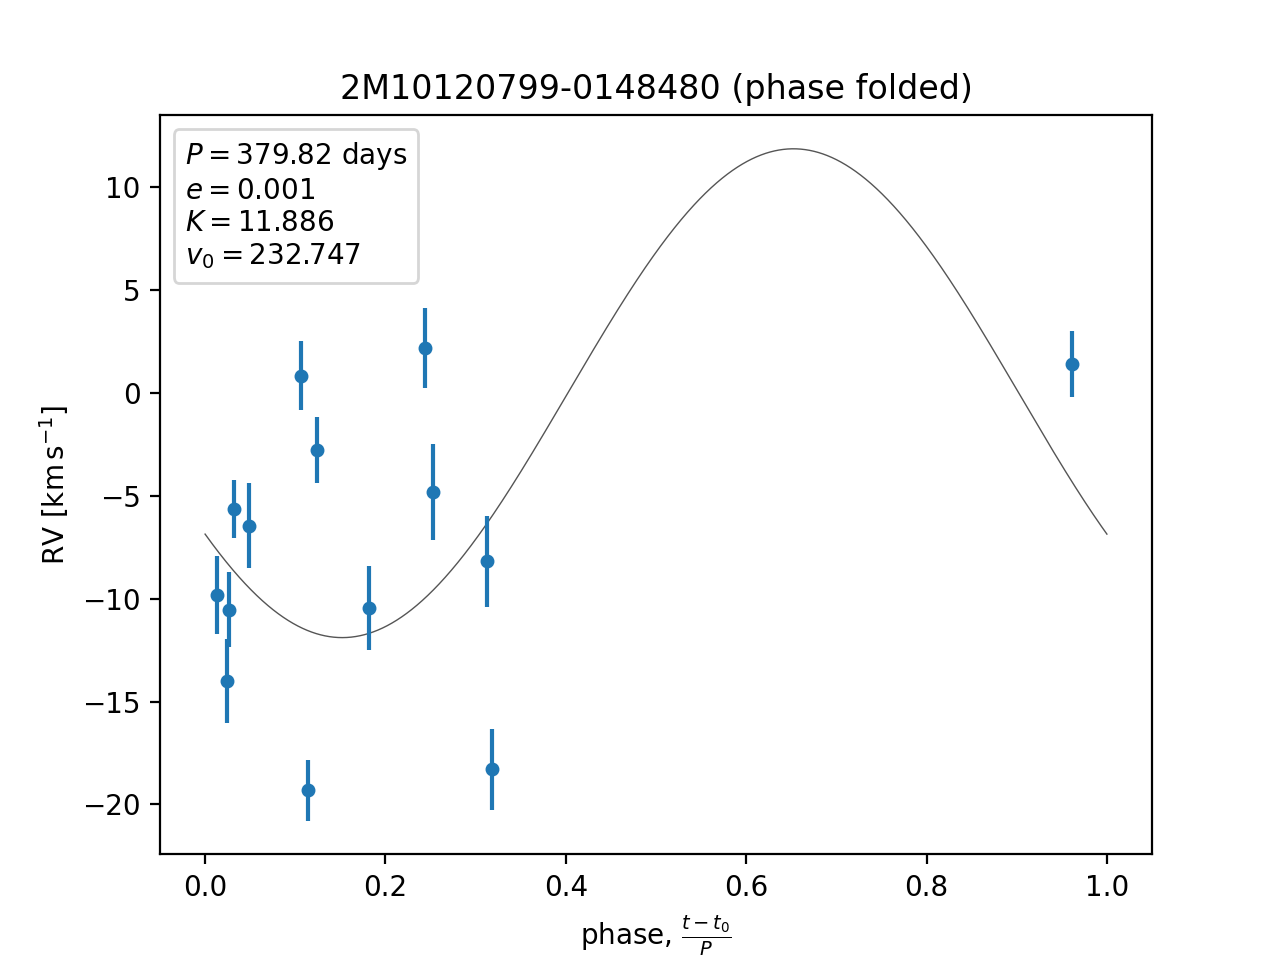 2M10120799-0148480 (phase folded)
P = 379.82 days
e = 0.001
K = 11.886
v₀ = 232.747
10
5
0
−5
−10
−15
−20
RV [km s⁻¹]
0.0 0.2 0.4 0.6 0.8 1.0
phase, (t − t₀)/P